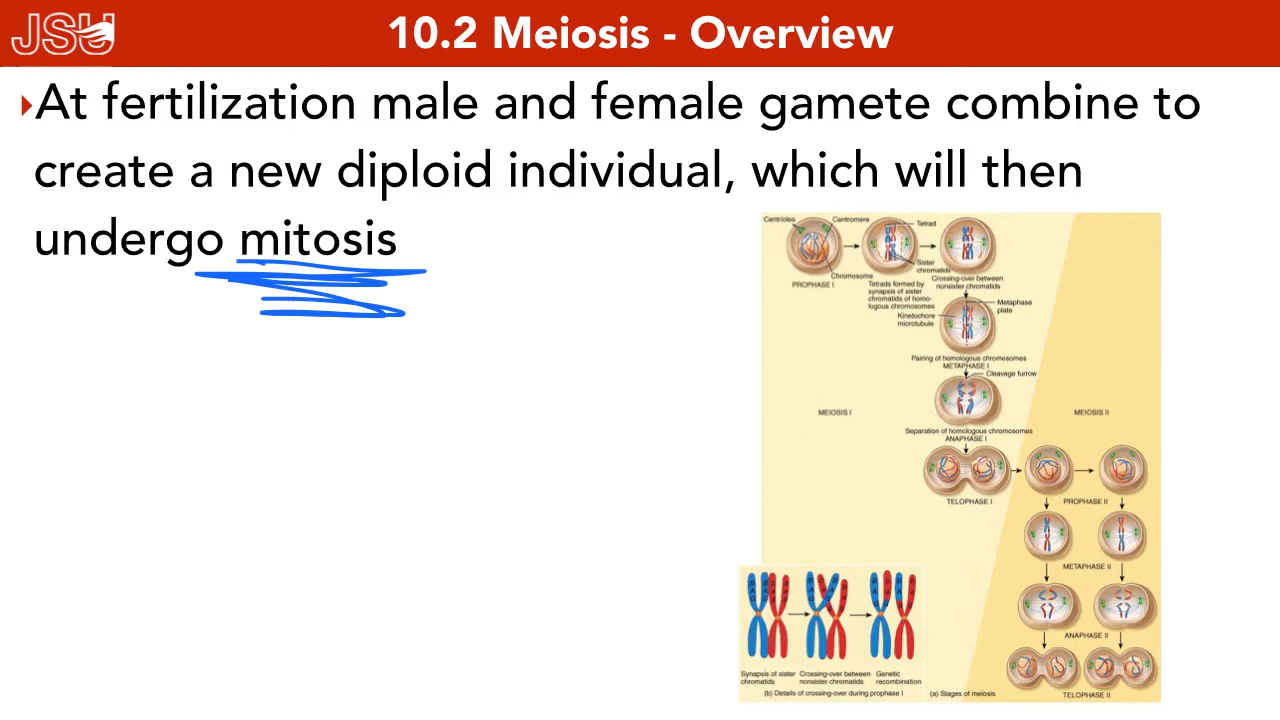 JSU
10.2 Meiosis - Overview
At fertilization male and female gamete combine to
create a new diploid individual, which will then
undergo mitosis
Centrioles
Centromere
Tetrad
Sister
chromatids
Chromosome
PROPHASE I
Tetrads formed by
synapsis of sister
chromatids of homo-
logous chromosomes
Crossing-over between
nonsister chromatids
Kinetochore
microtubule
Metaphase
plate
Pairing of homologous chromosomes
METAPHASE I
Cleavage furrow
MEIOSIS I
MEIOSIS II
Separation of homologous chromosomes
ANAPHASE I
TELOPHASE I
PROPHASE II
METAPHASE II
ANAPHASE II
TELOPHASE II
Synapsis of sister
chromatids
Crossing-over between
nonsister chromatids
Genetic
recombination
(b) Details of crossing-over during prophase I
(a) Stages of meiosis